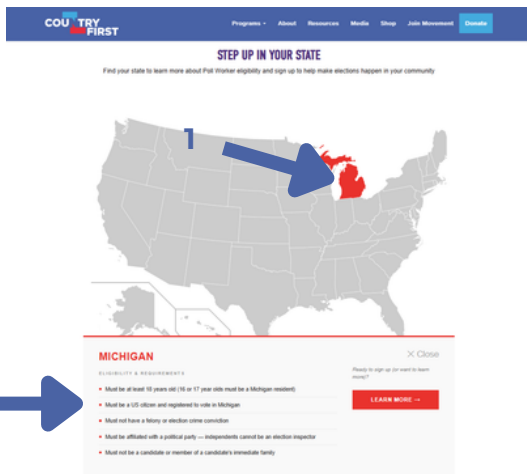 COUNTRY
FIRST
Programs
About
Resources
Media
Shop
Join Movement
Donate
STEP UP IN YOUR STATE
Find your state to learn more about Poll Worker eligibility and sign up to help make elections happen in your community
1
MICHIGAN
Close
ELIGIBILITY & REQUIREMENTS
Ready to sign up (or want to learn
more)?
LEARN MORE →
Must be at least 18 years old (16 or 17 year olds must be a Michigan resident)
Must be a US citizen and registered to vote in Michigan
Must not have a felony or election crime conviction
Must be affiliated with a political party — independents cannot be an election inspector
Must not be a candidate or member of a candidate's immediate family